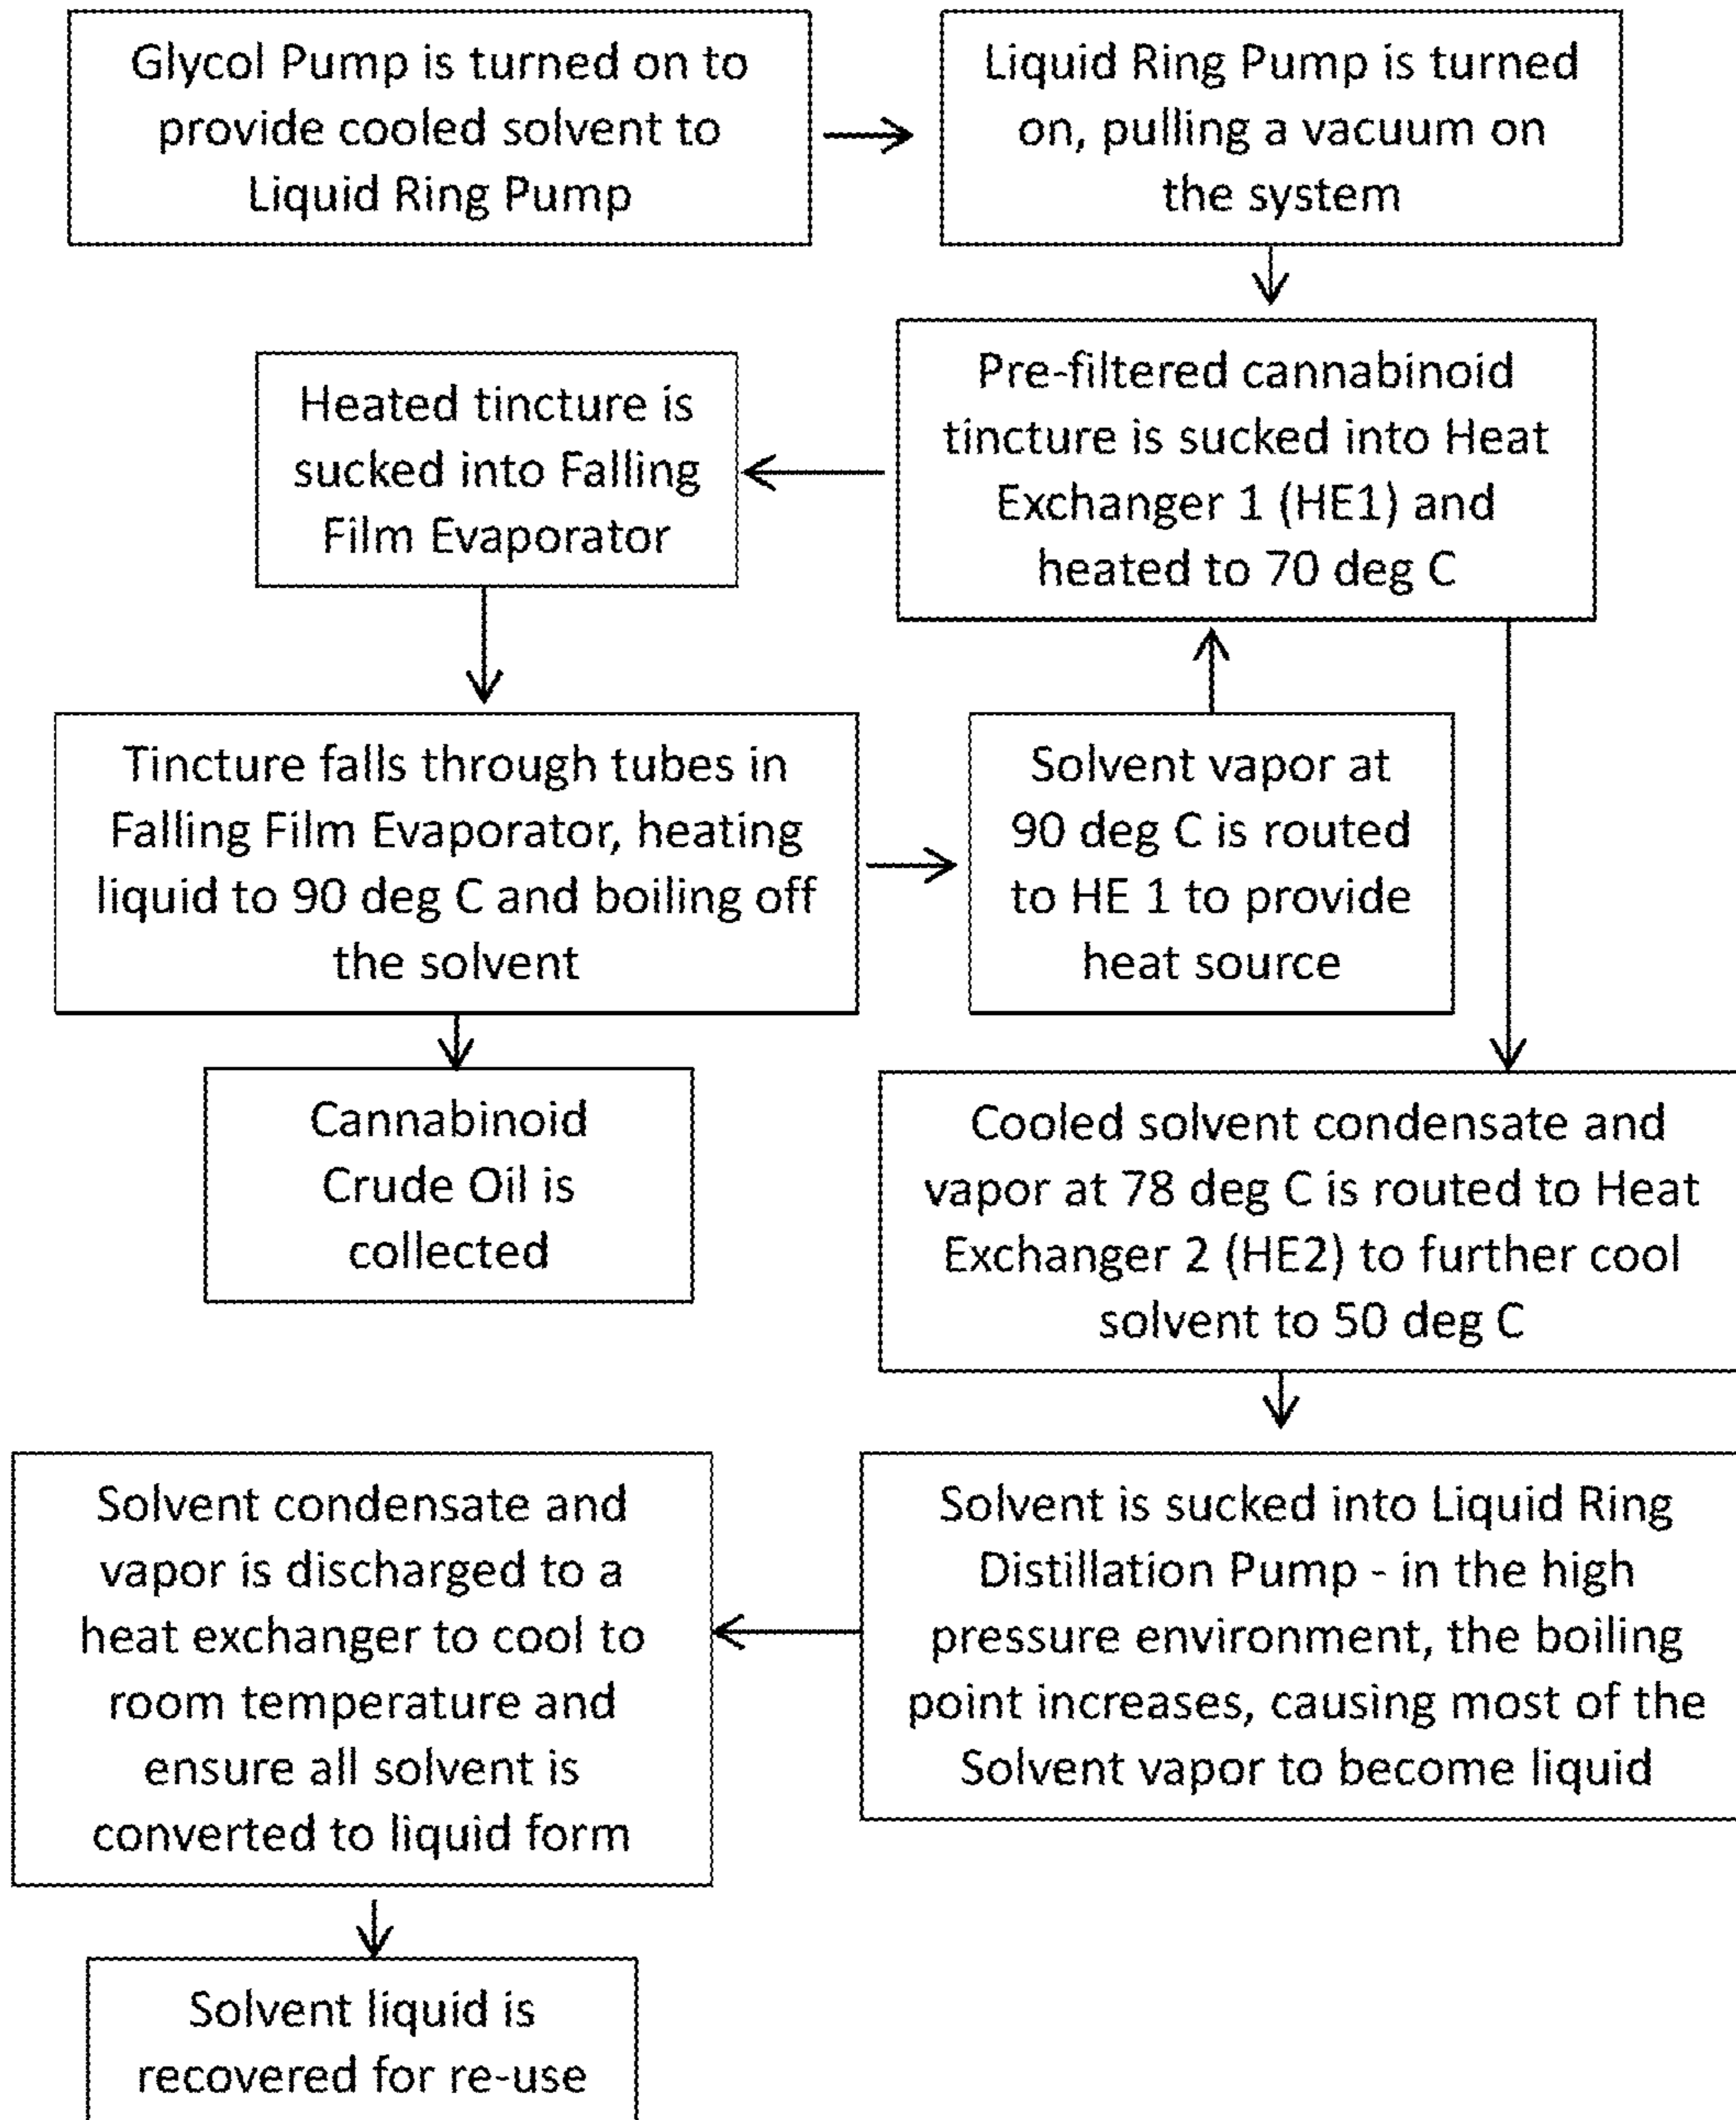 Glycol Pump is turned on to
provide cooled solvent to
Liquid Ring Pump
Liquid Ring Pump is turned
on, pulling a vacuum on
the system
Pre-filtered cannabinoid
tincture is sucked into Heat
Exchanger 1 (HE1) and
heated to 70 deg C
Heated tincture is
sucked into Falling
Film Evaporator
Tincture falls through tubes in
Falling Film Evaporator, heating
liquid to 90 deg C and boiling off
the solvent
Solvent vapor at
90 deg C is routed
to HE 1 to provide
heat source
Cannabinoid
Crude Oil is
collected
Cooled solvent condensate and
vapor at 78 deg C is routed to Heat
Exchanger 2 (HE2) to further cool
solvent to 50 deg C
Solvent is sucked into Liquid Ring
Distillation Pump - in the high
pressure environment, the boiling
point increases, causing most of the
Solvent vapor to become liquid
Solvent condensate and
vapor is discharged to a
heat exchanger to cool to
room temperature and
ensure all solvent is
converted to liquid form
Solvent liquid is
recovered for re-use